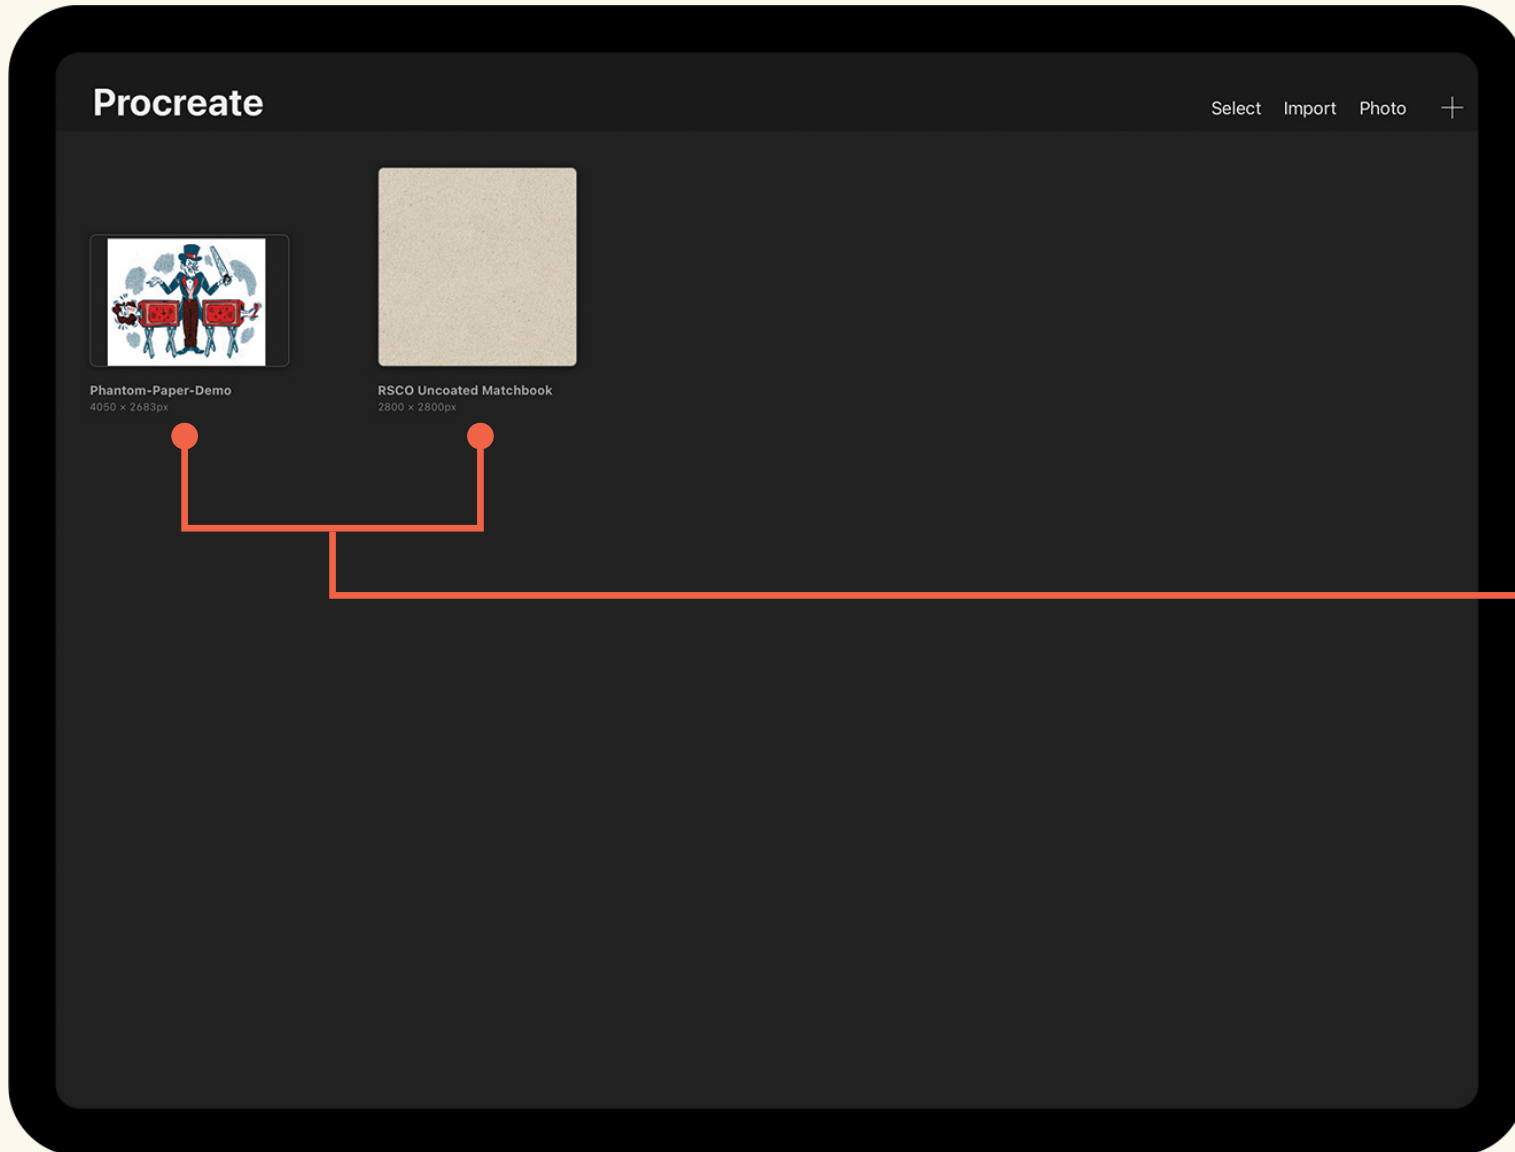 Procreate
Select Import Photo
Phantom-Paper-Demo
4050 × 2683px
RSCO Uncoated Matchbook
2800 × 2800px